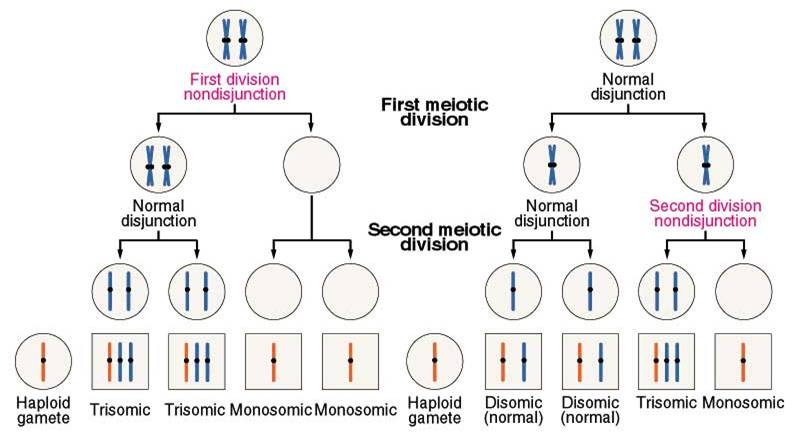 First division
nondisjunction
Normal
disjunction
First meiotic
division
Normal
disjunction
Normal
disjunction
Second division
nondisjunction
Second meiotic
division
Haploid
gamete
Trisomic
Trisomic
Monosomic
Monosomic
Haploid
gamete
Disomic
(normal)
Disomic
(normal)
Trisomic
Monosomic